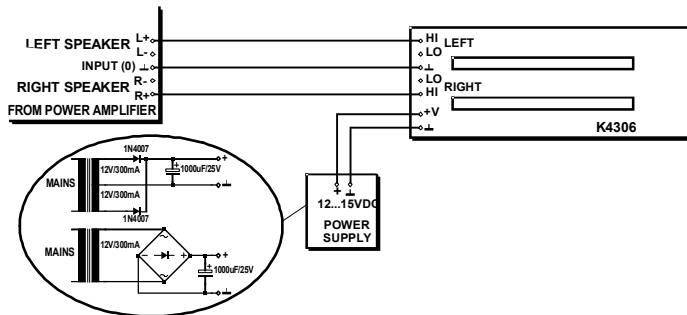 LEFT SPEAKER L+
L-
INPUT (0) ⊥
R-
RIGHT SPEAKER R+
FROM POWER AMPLIFIER
HI
LEFT
LO
⊥
LO
RIGHT
HI
+V
⊥
K4306
+ ⊥
12...15VDC
POWER
SUPPLY
1N4007
12V/300mA
+
+
1000uF/25V
MAINS
12V/300mA
⊥
1N4007
~
12V/300mA
MAINS
- +
+
+
1000uF/25V
~
⊥